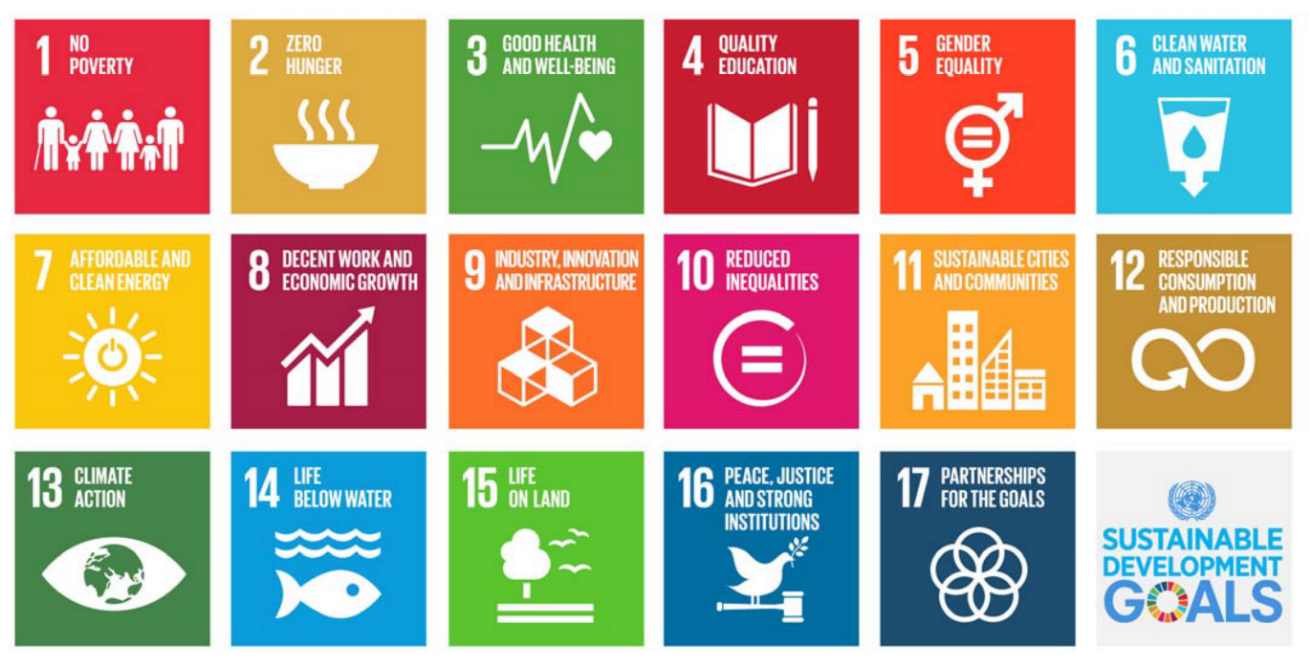 1 NO
POVERTY
2 ZERO
HUNGER
3 GOOD HEALTH
AND WELL-BEING
4 QUALITY
EDUCATION
5 GENDER
EQUALITY
6 CLEAN WATER
AND SANITATION
7 AFFORDABLE AND
CLEAN ENERGY
8 DECENT WORK AND
ECONOMIC GROWTH
9 INDUSTRY, INNOVATION
AND INFRASTRUCTURE
10 REDUCED
INEQUALITIES
11 SUSTAINABLE CITIES
AND COMMUNITIES
12 RESPONSIBLE
CONSUMPTION
AND PRODUCTION
13 CLIMATE
ACTION
14 LIFE
BELOW WATER
15 LIFE
ON LAND
16 PEACE, JUSTICE
AND STRONG
INSTITUTIONS
17 PARTNERSHIPS
FOR THE GOALS
SUSTAINABLE
DEVELOPMENT
GOALS